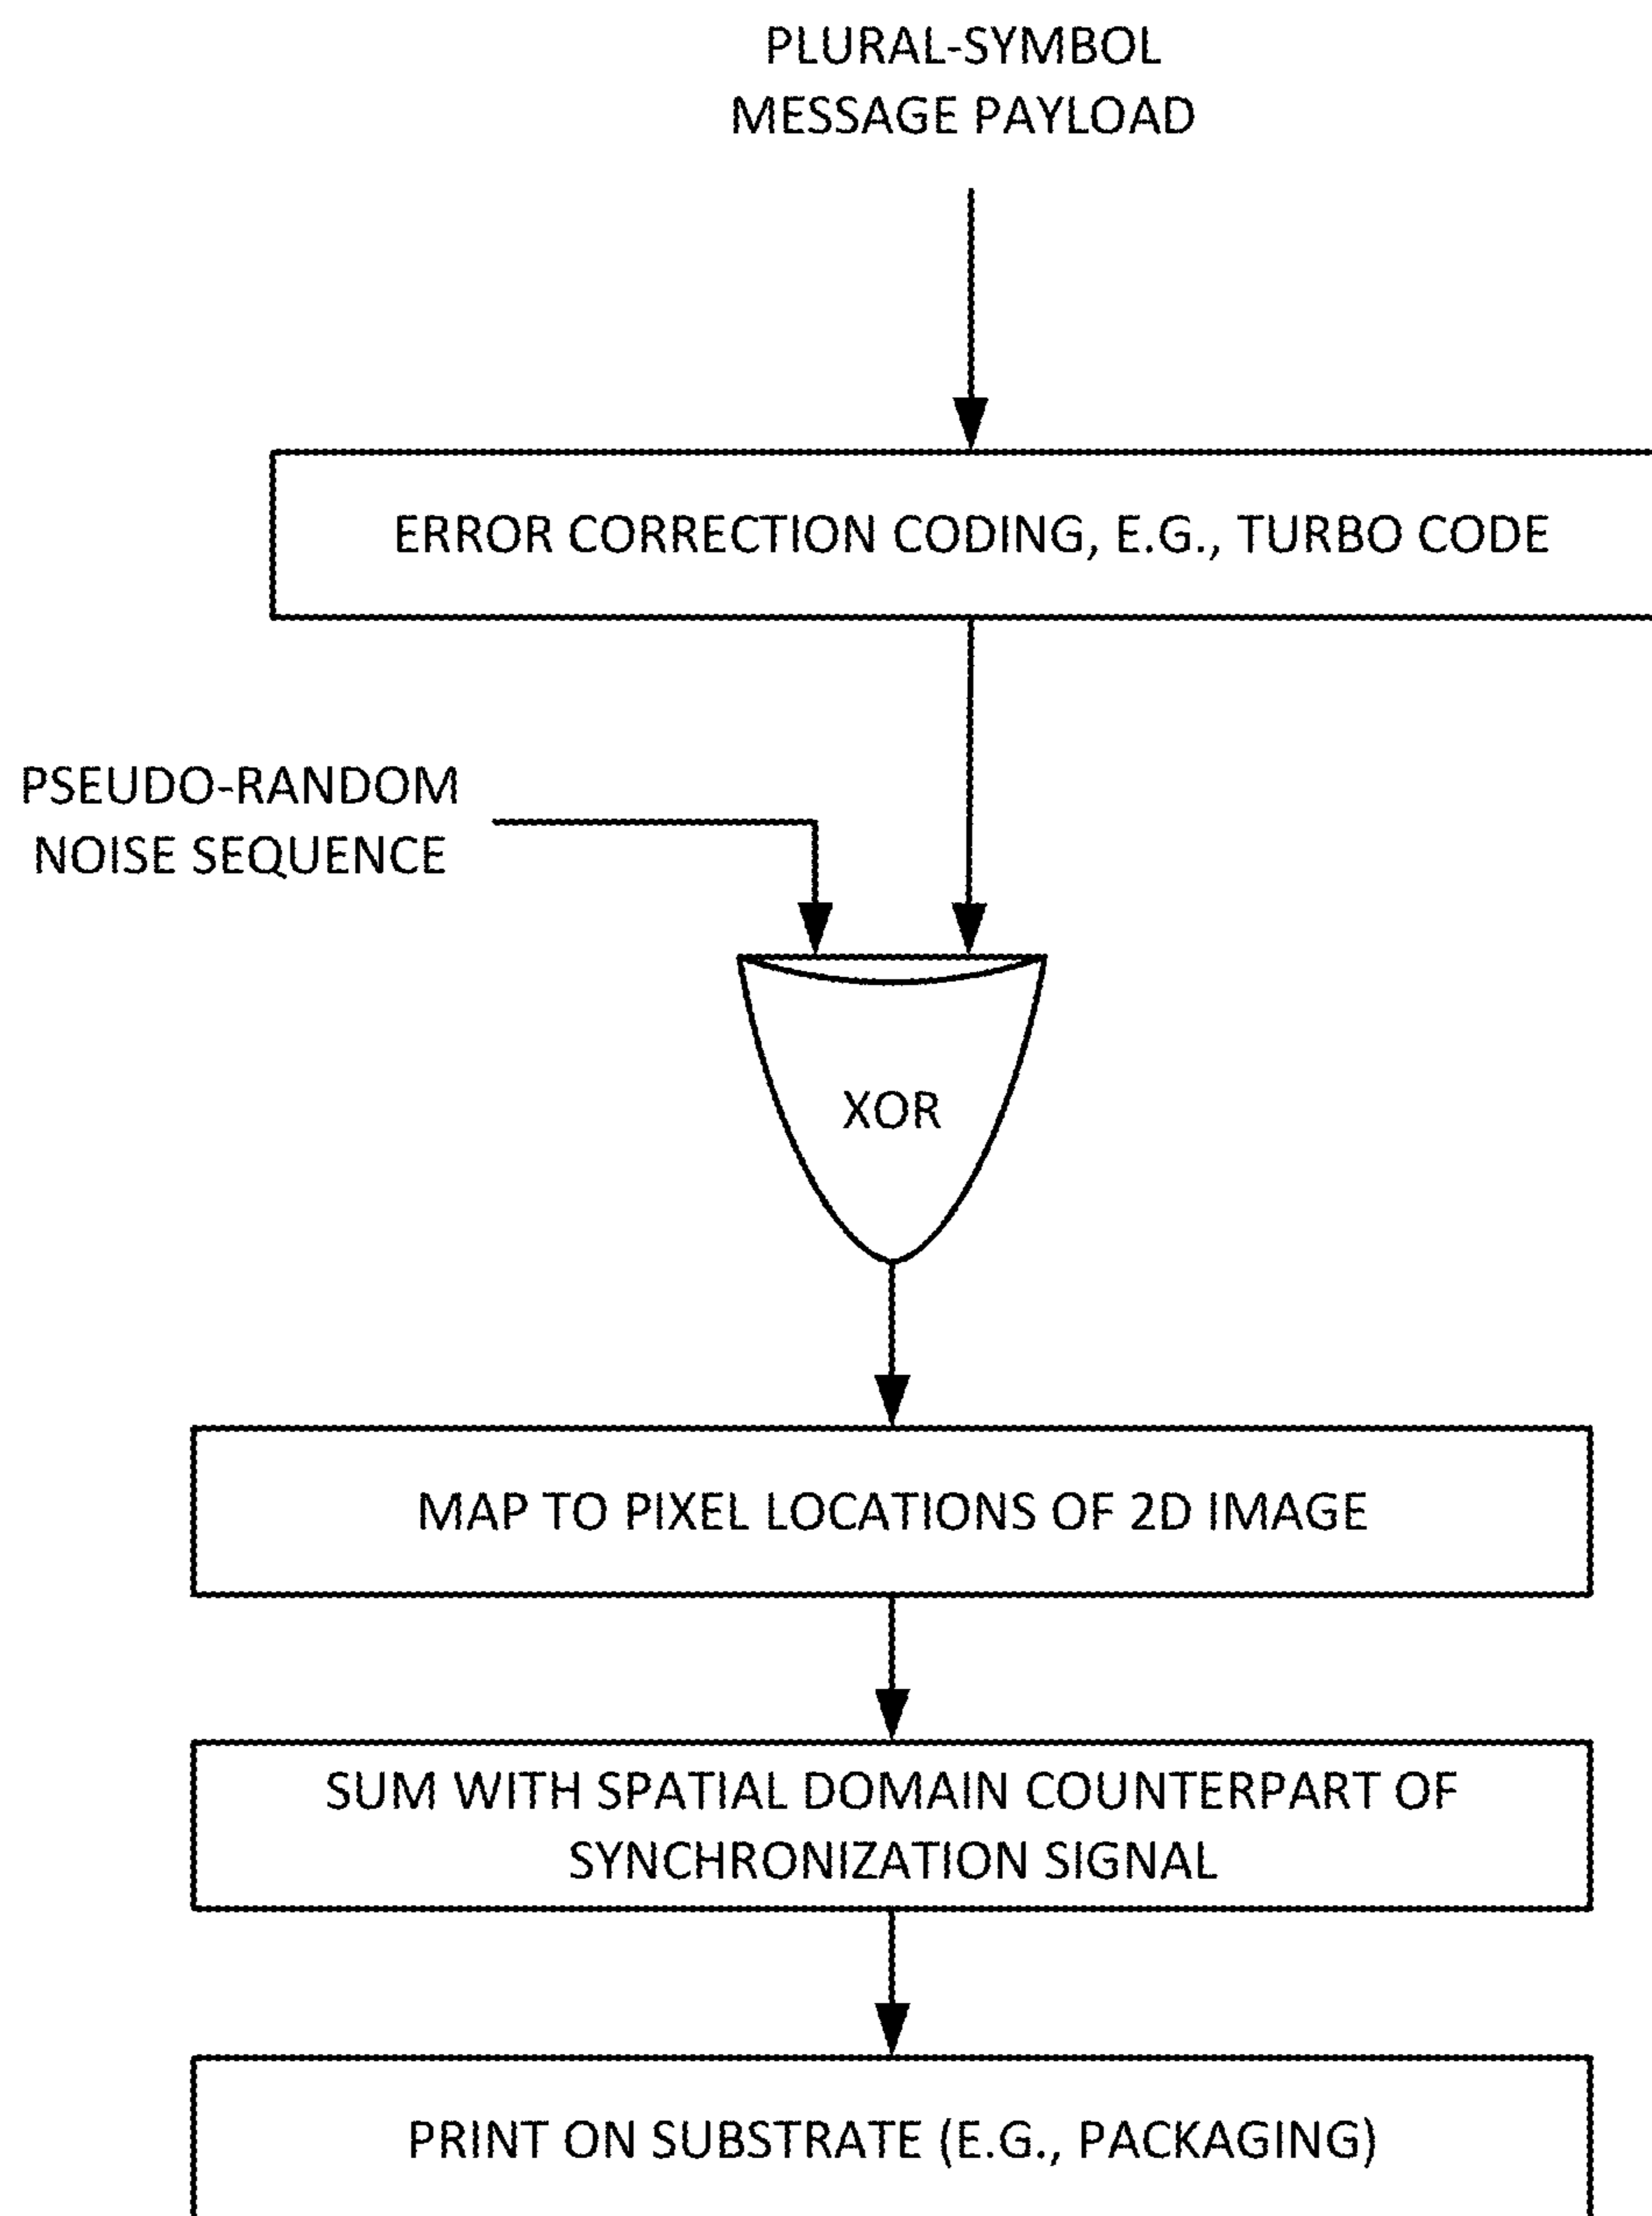 PLURAL-SYMBOL
MESSAGE PAYLOAD
ERROR CORRECTION CODING, E.G., TURBO CODE
PSEUDO-RANDOM
NOISE SEQUENCE
XOR
MAP TO PIXEL LOCATIONS OF 2D IMAGE
SUM WITH SPATIAL DOMAIN COUNTERPART OF
SYNCHRONIZATION SIGNAL
PRINT ON SUBSTRATE (E.G., PACKAGING)